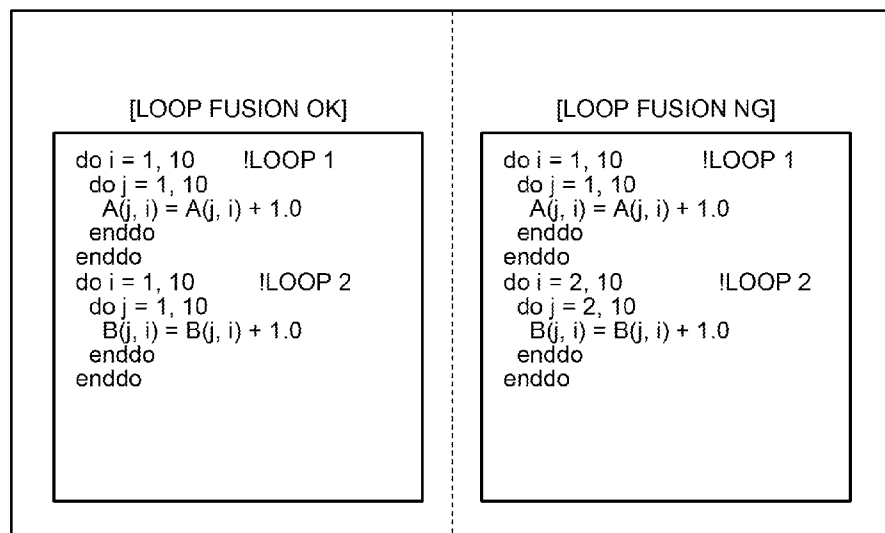 [LOOP FUSION OK]
do i = 1, 10 !LOOP 1
do j = 1, 10
A(j, i) = A(j, i) + 1.0
enddo
enddo
do i = 1, 10 !LOOP 2
do j = 1, 10
B(j, i) = B(j, i) + 1.0
enddo
enddo
[LOOP FUSION NG]
do i = 1, 10 !LOOP 1
do j = 1, 10
A(j, i) = A(j, i) + 1.0
enddo
enddo
do i = 2, 10 !LOOP 2
do j = 2, 10
B(j, i) = B(j, i) + 1.0
enddo
enddo